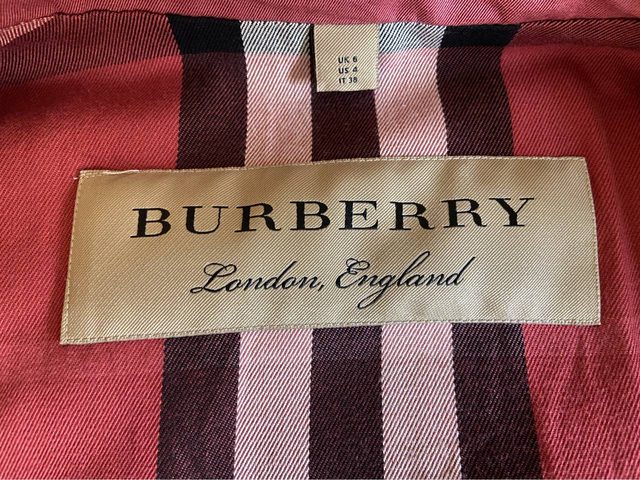 UK 6
US 4
IT 38
BURBERRY
London, England